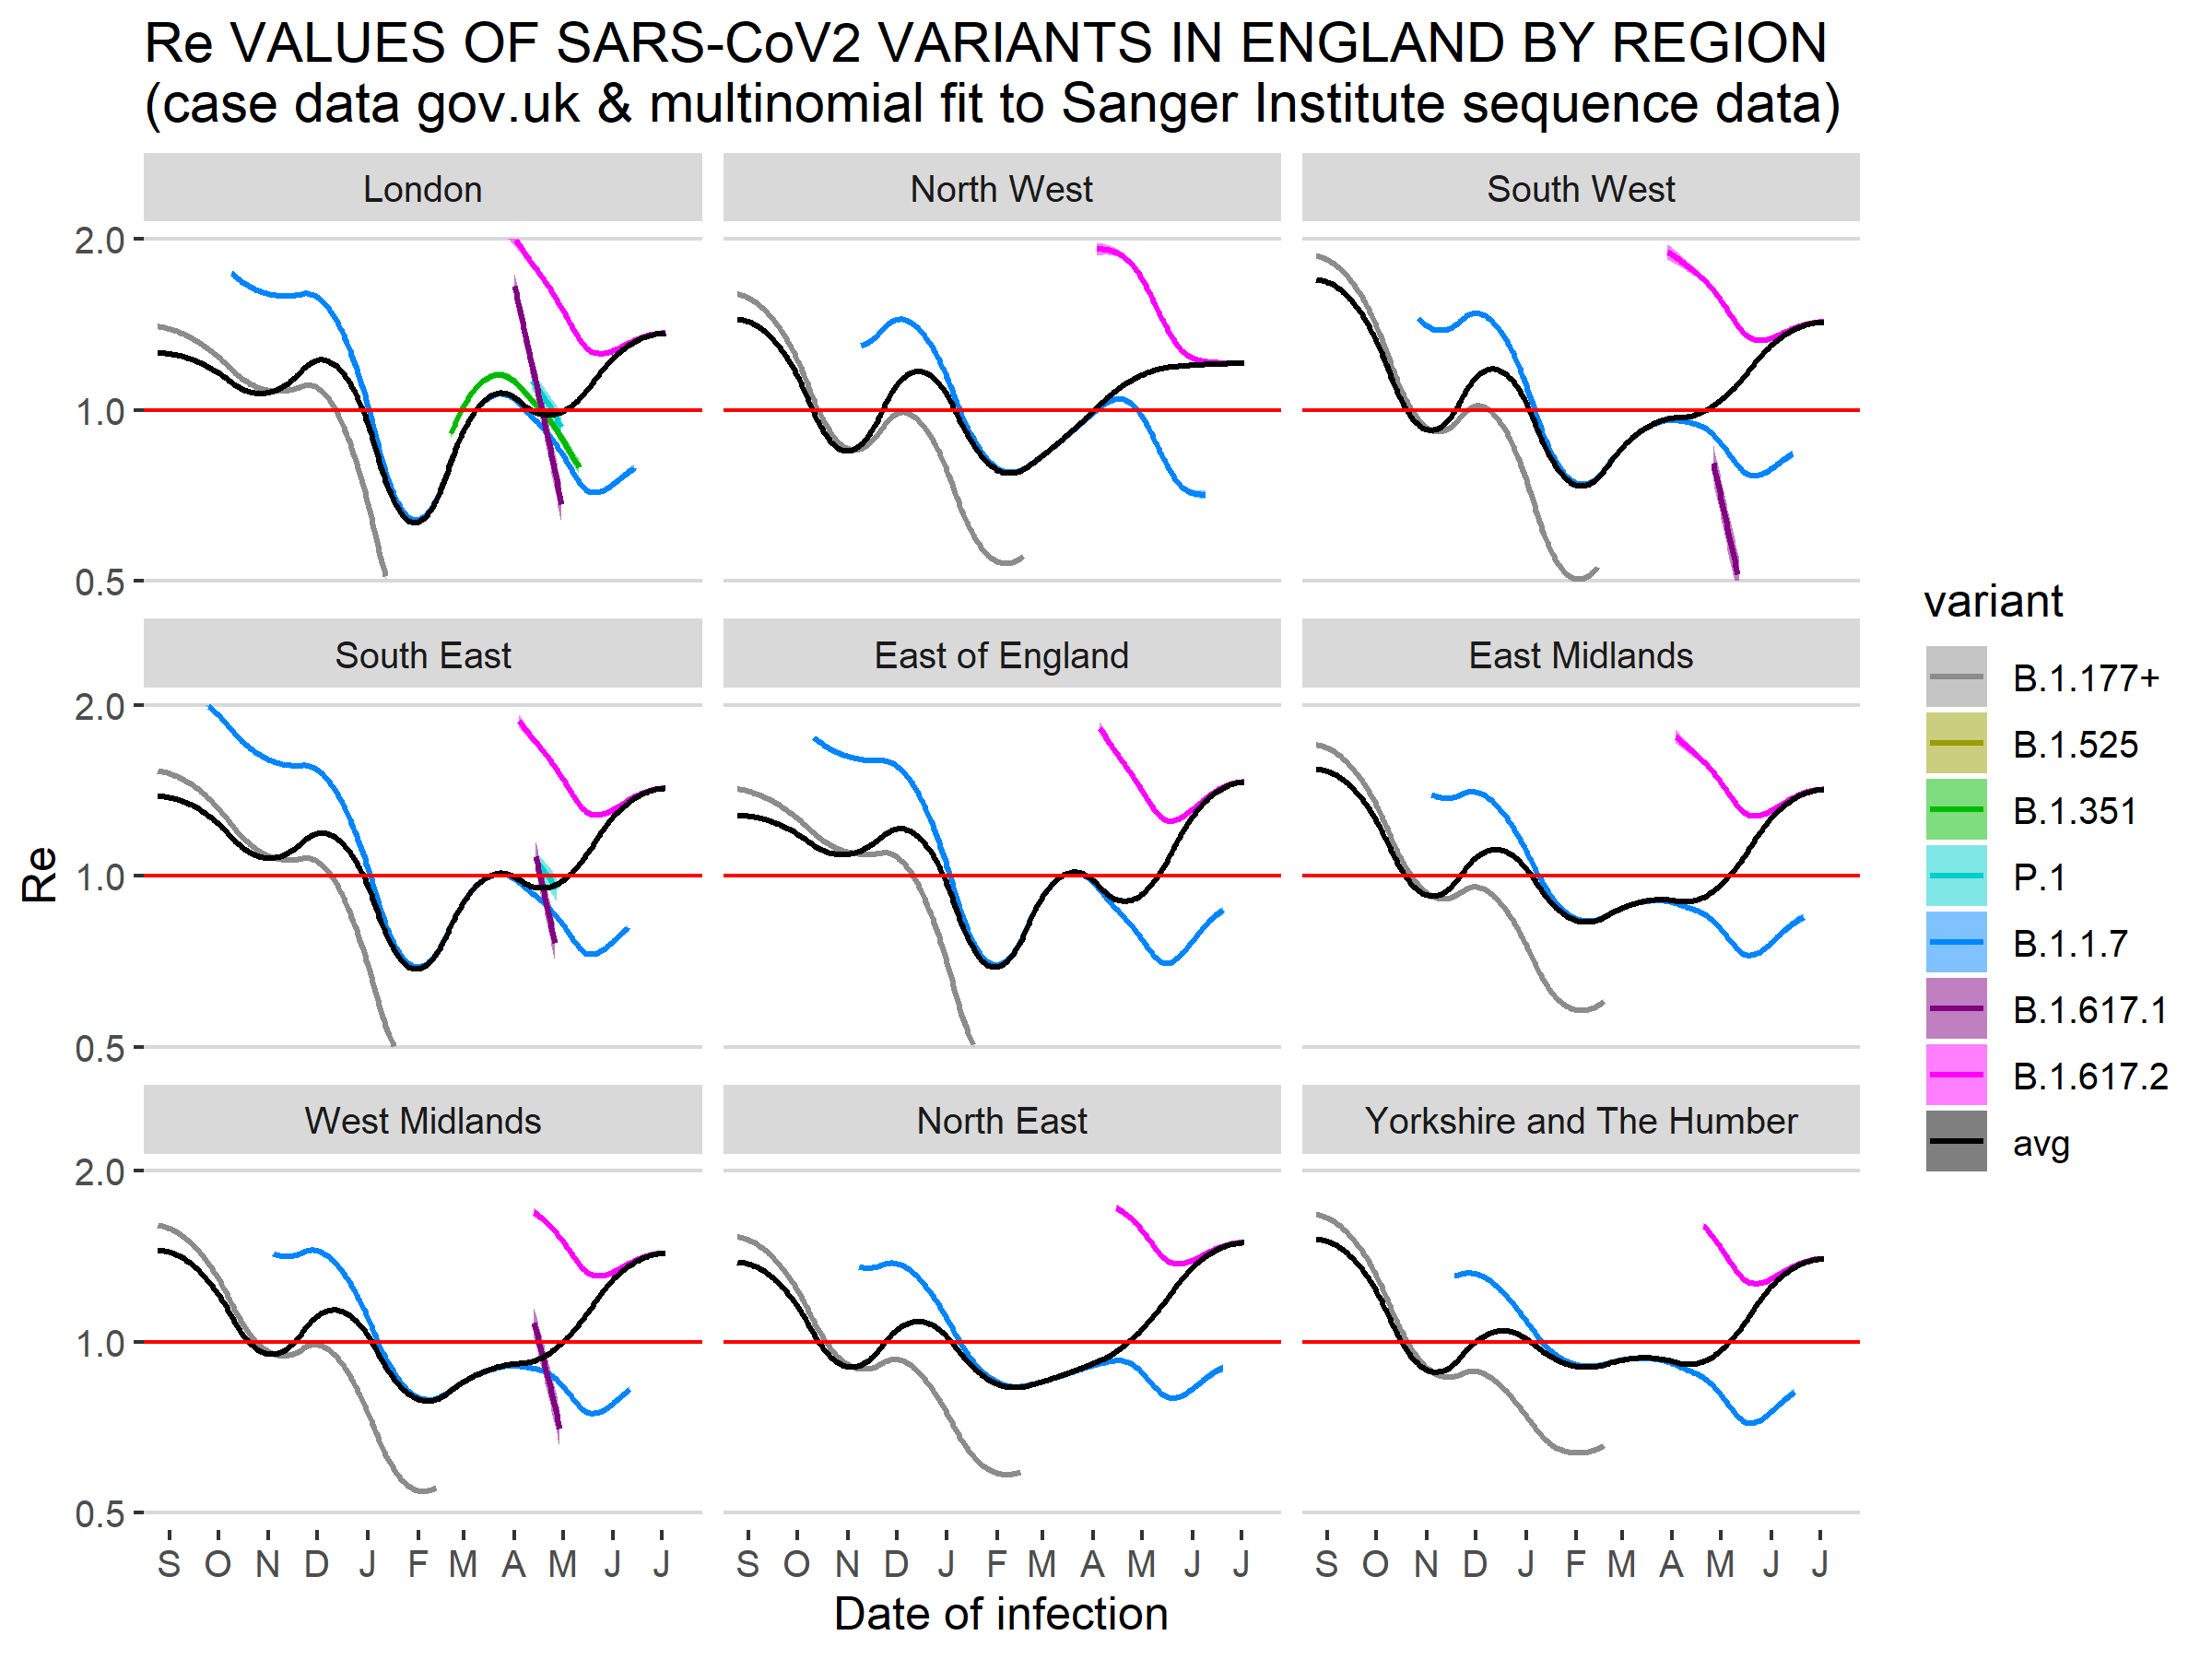 Re VALUES OF SARS-CoV2 VARIANTS IN ENGLAND BY REGION
(case data gov.uk & multinomial fit to Sanger Institute sequence data)
London
North West
South West
2.0
1.0
0.5
South East
East of England
East Midlands
2.0
1.0
0.5
West Midlands
North East
Yorkshire and The Humber
2.0
1.0
0.5
Re
S O N D J F M A M J J
S O N D J F M A M J J
S O N D J F M A M J J
Date of infection
variant
B.1.177+
B.1.525
B.1.351
P.1
B.1.1.7
B.1.617.1
B.1.617.2
avg